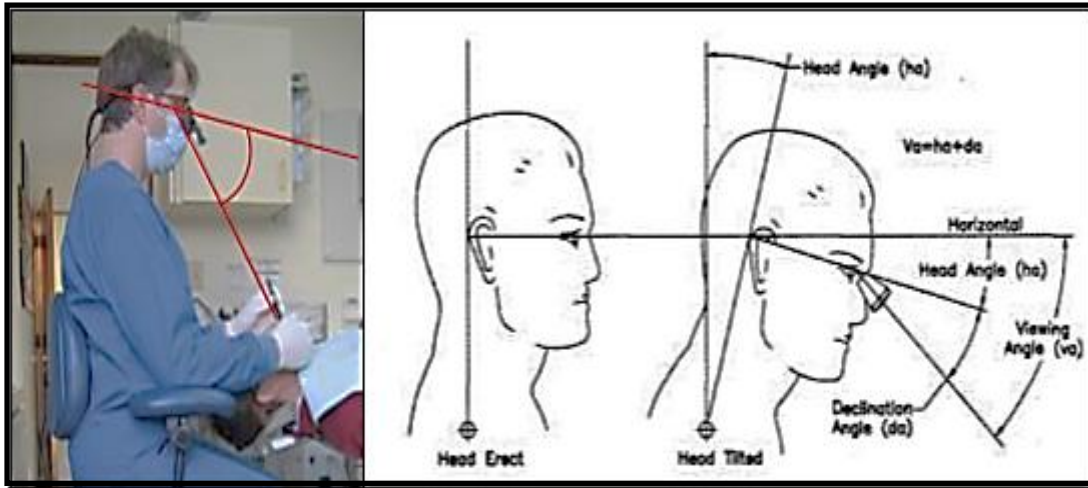 Head Angle (ha)
Va=ha+da
Horizontal
Head Angle (ha)
Viewing
Angle (va)
Declination
Angle (da)
Head Erect
Head Tilted